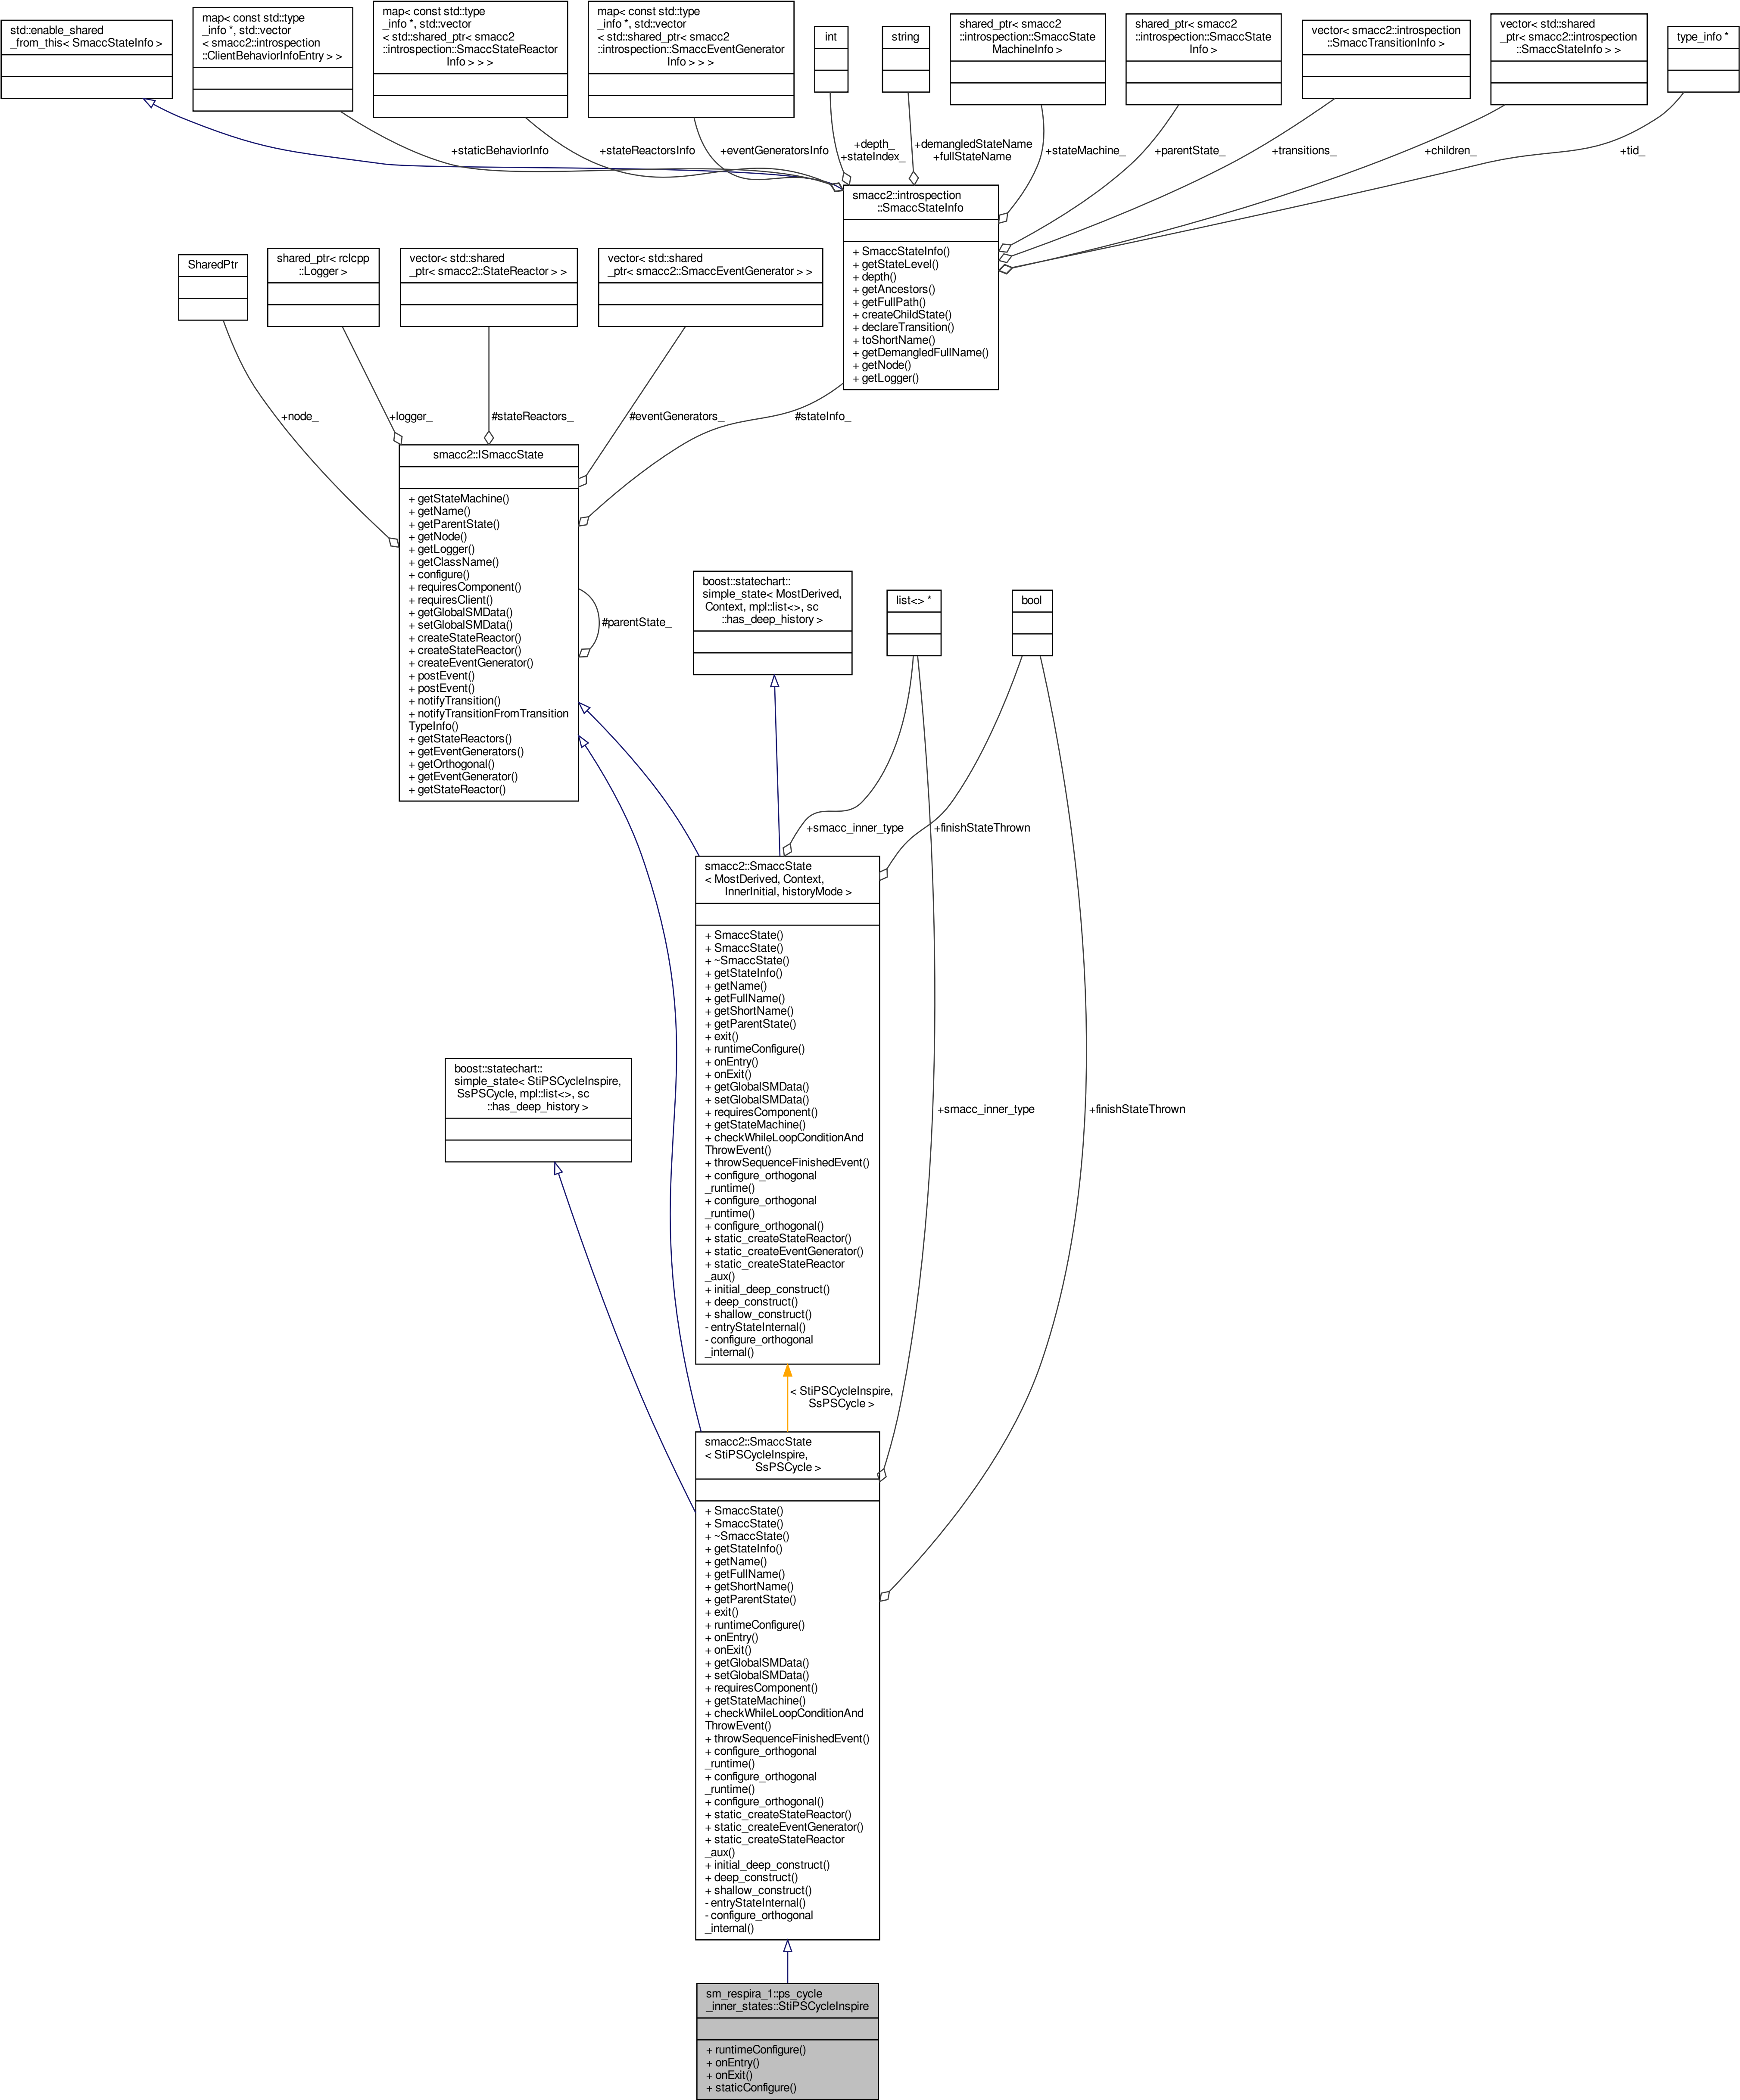 std::enable_shared
_from_this< SmaccStateInfo >
map< const std::type
_info *, std::vector
< smacc2::introspection
::ClientBehaviorInfoEntry > >
map< const std::type
_info *, std::vector
< std::shared_ptr< smacc2
::introspection::SmaccStateReactor
Info > > >
map< const std::type
_info *, std::vector
< std::shared_ptr< smacc2
::introspection::SmaccEventGenerator
Info > > >
int
string
shared_ptr< smacc2
::introspection::SmaccState
MachineInfo >
shared_ptr< smacc2
::introspection::SmaccState
Info >
vector< smacc2::introspection
::SmaccTransitionInfo >
vector< std::shared
_ptr< smacc2::introspection
::SmaccStateInfo > >
type_info *
+staticBehaviorInfo
+stateReactorsInfo
+eventGeneratorsInfo
+depth_
+stateIndex_
+demangledStateName
+fullStateName
+stateMachine_
+parentState_
+transitions_
+children_
+tid_
smacc2::introspection
::SmaccStateInfo
+ SmaccStateInfo()
+ getStateLevel()
+ depth()
+ getAncestors()
+ getFullPath()
+ createChildState()
+ declareTransition()
+ toShortName()
+ getDemangledFullName()
+ getNode()
+ getLogger()
SharedPtr
shared_ptr< rclcpp
::Logger >
vector< std::shared
_ptr< smacc2::StateReactor > >
vector< std::shared
_ptr< smacc2::SmaccEventGenerator > >
+node_
+logger_
#stateReactors_
#eventGenerators_
#stateInfo_
smacc2::ISmaccState
+ getStateMachine()
+ getName()
+ getParentState()
+ getNode()
+ getLogger()
+ getClassName()
+ configure()
+ requiresComponent()
+ requiresClient()
+ getGlobalSMData()
+ setGlobalSMData()
+ createStateReactor()
+ createStateReactor()
+ createEventGenerator()
+ postEvent()
+ postEvent()
+ notifyTransition()
+ notifyTransitionFromTransition
TypeInfo()
+ getStateReactors()
+ getEventGenerators()
+ getOrthogonal()
+ getEventGenerator()
+ getStateReactor()
#parentState_
boost::statechart::
simple_state< MostDerived,
Context, mpl::list<>, sc
::has_deep_history >
list<> *
bool
+smacc_inner_type
+finishStateThrown
smacc2::SmaccState
< MostDerived, Context,
InnerInitial, historyMode >
+ SmaccState()
+ SmaccState()
+ ~SmaccState()
+ getStateInfo()
+ getName()
+ getFullName()
+ getShortName()
+ getParentState()
+ exit()
+ runtimeConfigure()
+ onEntry()
+ onExit()
+ getGlobalSMData()
+ setGlobalSMData()
+ requiresComponent()
+ getStateMachine()
+ checkWhileLoopConditionAnd
ThrowEvent()
+ throwSequenceFinishedEvent()
+ configure_orthogonal
_runtime()
+ configure_orthogonal
_runtime()
+ configure_orthogonal()
+ static_createStateReactor()
+ static_createEventGenerator()
+ static_createStateReactor
_aux()
+ initial_deep_construct()
+ deep_construct()
+ shallow_construct()
- entryStateInternal()
- configure_orthogonal
_internal()
boost::statechart::
simple_state< StiPSCycleInspire,
SsPSCycle, mpl::list<>, sc
::has_deep_history >
+smacc_inner_type
+finishStateThrown
< StiPSCycleInspire,
SsPSCycle >
smacc2::SmaccState
< StiPSCycleInspire,
SsPSCycle >
+ SmaccState()
+ SmaccState()
+ ~SmaccState()
+ getStateInfo()
+ getName()
+ getFullName()
+ getShortName()
+ getParentState()
+ exit()
+ runtimeConfigure()
+ onEntry()
+ onExit()
+ getGlobalSMData()
+ setGlobalSMData()
+ requiresComponent()
+ getStateMachine()
+ checkWhileLoopConditionAnd
ThrowEvent()
+ throwSequenceFinishedEvent()
+ configure_orthogonal
_runtime()
+ configure_orthogonal
_runtime()
+ configure_orthogonal()
+ static_createStateReactor()
+ static_createEventGenerator()
+ static_createStateReactor
_aux()
+ initial_deep_construct()
+ deep_construct()
+ shallow_construct()
- entryStateInternal()
- configure_orthogonal
_internal()
sm_respira_1::ps_cycle
_inner_states::StiPSCycleInspire
+ runtimeConfigure()
+ onEntry()
+ onExit()
+ staticConfigure()